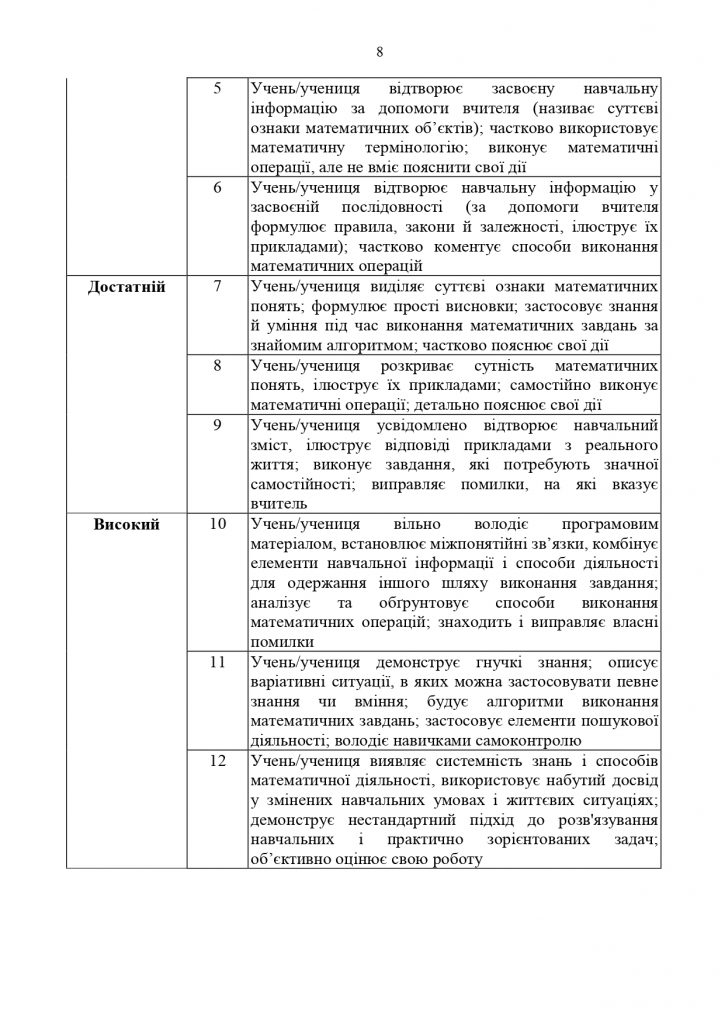 8
5 Учень/учениця відтворює засвоєну навчальну
інформацію за допомоги вчителя (називає суттєві
ознаки математичних об’єктів); частково використовує
математичну термінологію; виконує математичні
операції, але не вміє пояснити свої дії
6 Учень/учениця відтворює навчальну інформацію у
засвоєній послідовності (за допомоги вчителя
формулює правила, закони й залежності, ілюструє їх
прикладами); частково коментує способи виконання
математичних операцій
Достатній 7 Учень/учениця виділяє суттєві ознаки математичних
понять; формулює прості висновки; застосовує знання
й уміння під час виконання математичних завдань за
знайомим алгоритмом; частково пояснює свої дії
8 Учень/учениця розкриває сутність математичних
понять, ілюструє їх прикладами; самостійно виконує
математичні операції; детально пояснює свої дії
9 Учень/учениця усвідомлено відтворює навчальний
зміст, ілюструє відповіді прикладами з реального
життя; виконує завдання, які потребують значної
самостійності; виправляє помилки, на які вказує
вчитель
Високий 10 Учень/учениця вільно володіє програмовим
матеріалом, встановлює міжпонятійні зв’язки, комбінує
елементи навчальної інформації і способи діяльності
для одержання іншого шляху виконання завдання;
аналізує та обґрунтовує способи виконання
математичних операцій; знаходить і виправляє власні
помилки
11 Учень/учениця демонструє гнучкі знання; описує
варіативні ситуації, в яких можна застосовувати певне
знання чи вміння; будує алгоритми виконання
математичних завдань; застосовує елементи пошукової
діяльності; володіє навичками самоконтролю
12 Учень/учениця виявляє системність знань і способів
математичної діяльності, використовує набутий досвід
у змінених навчальних умовах і життєвих ситуаціях;
демонструє нестандартний підхід до розв'язування
навчальних і практично зорієнтованих задач;
об’єктивно оцінює свою роботу